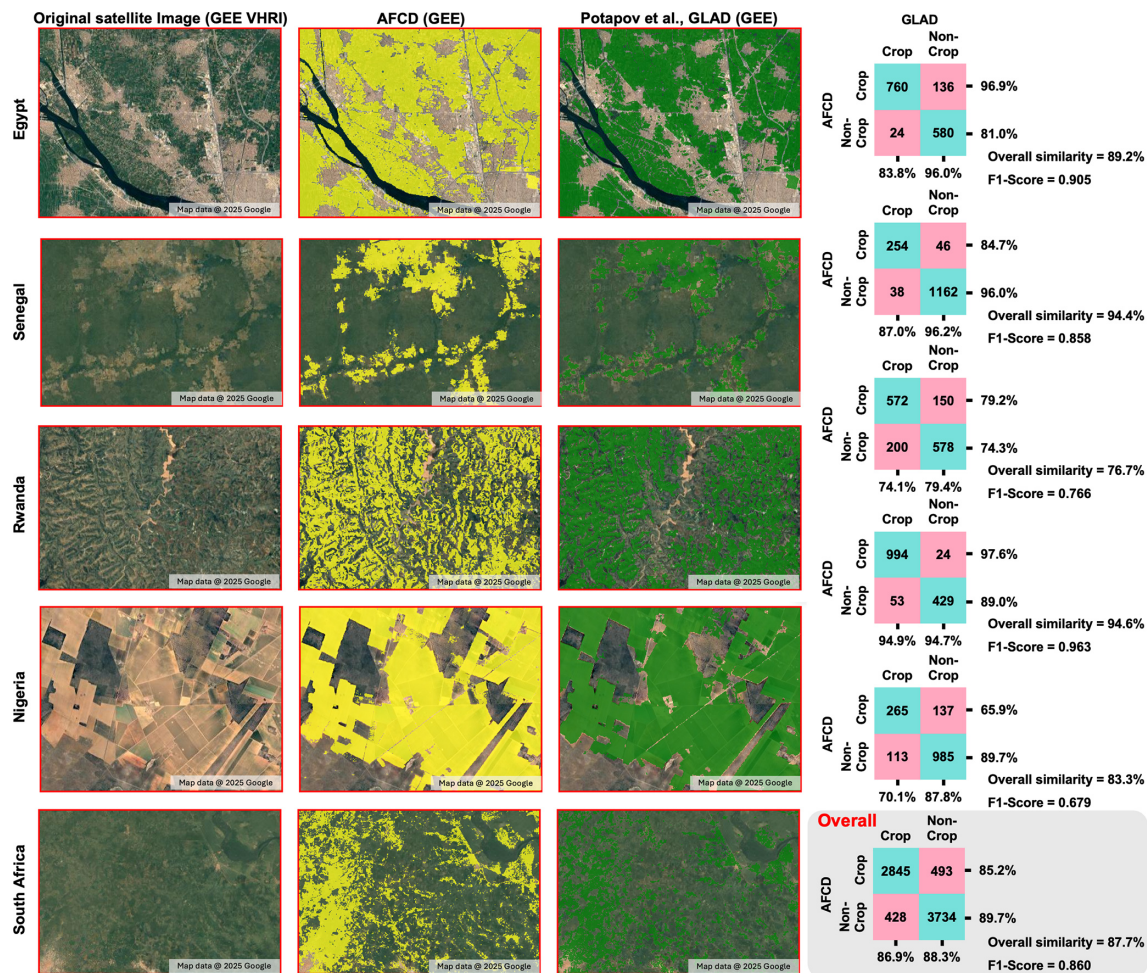 Original satellite Image (GEE VHRI)
AFCD (GEE)
Potapov et al., GLAD (GEE)
Egypt
Map data @ 2025 Google
Map data @ 2025 Google
Map data @ 2025 Google
GLAD
Crop
Non-
Crop
AFCD
Crop
760
136
96.9%
Non-
Crop
24
580
81.0%
83.8%
96.0%
Overall similarity = 89.2%
F1-Score = 0.905
Senegal
Map data @ 2025 Google
Map data @ 2025 Google
Map data @ 2025 Google
Crop
Non-
Crop
AFCD
Crop
254
46
84.7%
Non-
Crop
38
1162
96.0%
87.0%
96.2%
Overall similarity = 94.4%
F1-Score = 0.858
Rwanda
Map data @ 2025 Google
Map data @ 2025 Google
Map data @ 2025 Google
Crop
Non-
Crop
AFCD
Crop
572
150
79.2%
Non-
Crop
200
578
74.3%
74.1%
79.4%
Overall similarity = 76.7%
F1-Score = 0.766
Nigeria
Map data @ 2025 Google
Map data @ 2025 Google
Map data @ 2025 Google
Crop
Non-
Crop
AFCD
Crop
994
24
97.6%
Non-
Crop
53
429
89.0%
94.9%
94.7%
Overall similarity = 94.6%
F1-Score = 0.963
South Africa
Map data @ 2025 Google
Map data @ 2025 Google
Map data @ 2025 Google
Crop
Non-
Crop
AFCD
Crop
265
137
65.9%
Non-
Crop
113
985
89.7%
70.1%
87.8%
Overall similarity = 83.3%
F1-Score = 0.679
Overall
Crop
Non-
Crop
AFCD
Crop
2845
493
85.2%
Non-
Crop
428
3734
89.7%
86.9%
88.3%
Overall similarity = 87.7%
F1-Score = 0.860